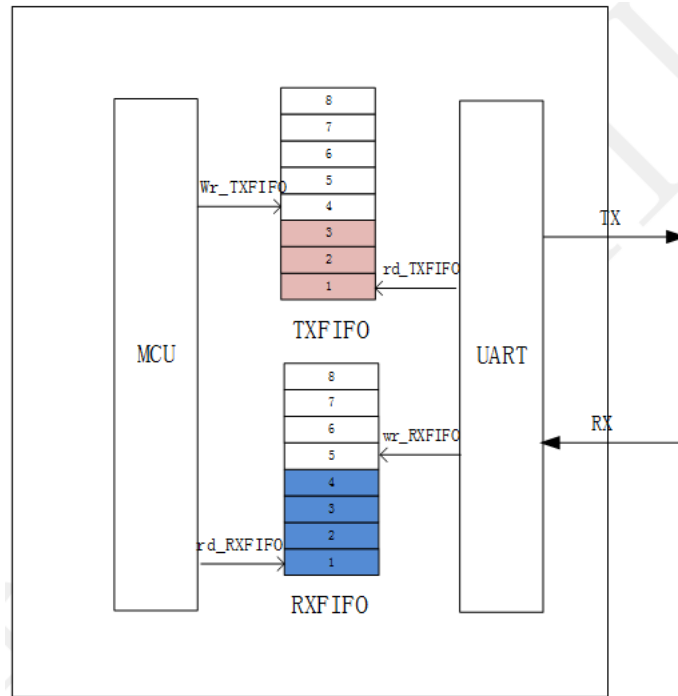 8
7
6
5
4
3
2
1
Wr_TXFIFO
rd_TXFIFO
TXFIFO
MCU
UART
TX
RX
8
7
6
5
4
3
2
1
wr_RXFIFO
rd_RXFIFO
RXFIFO